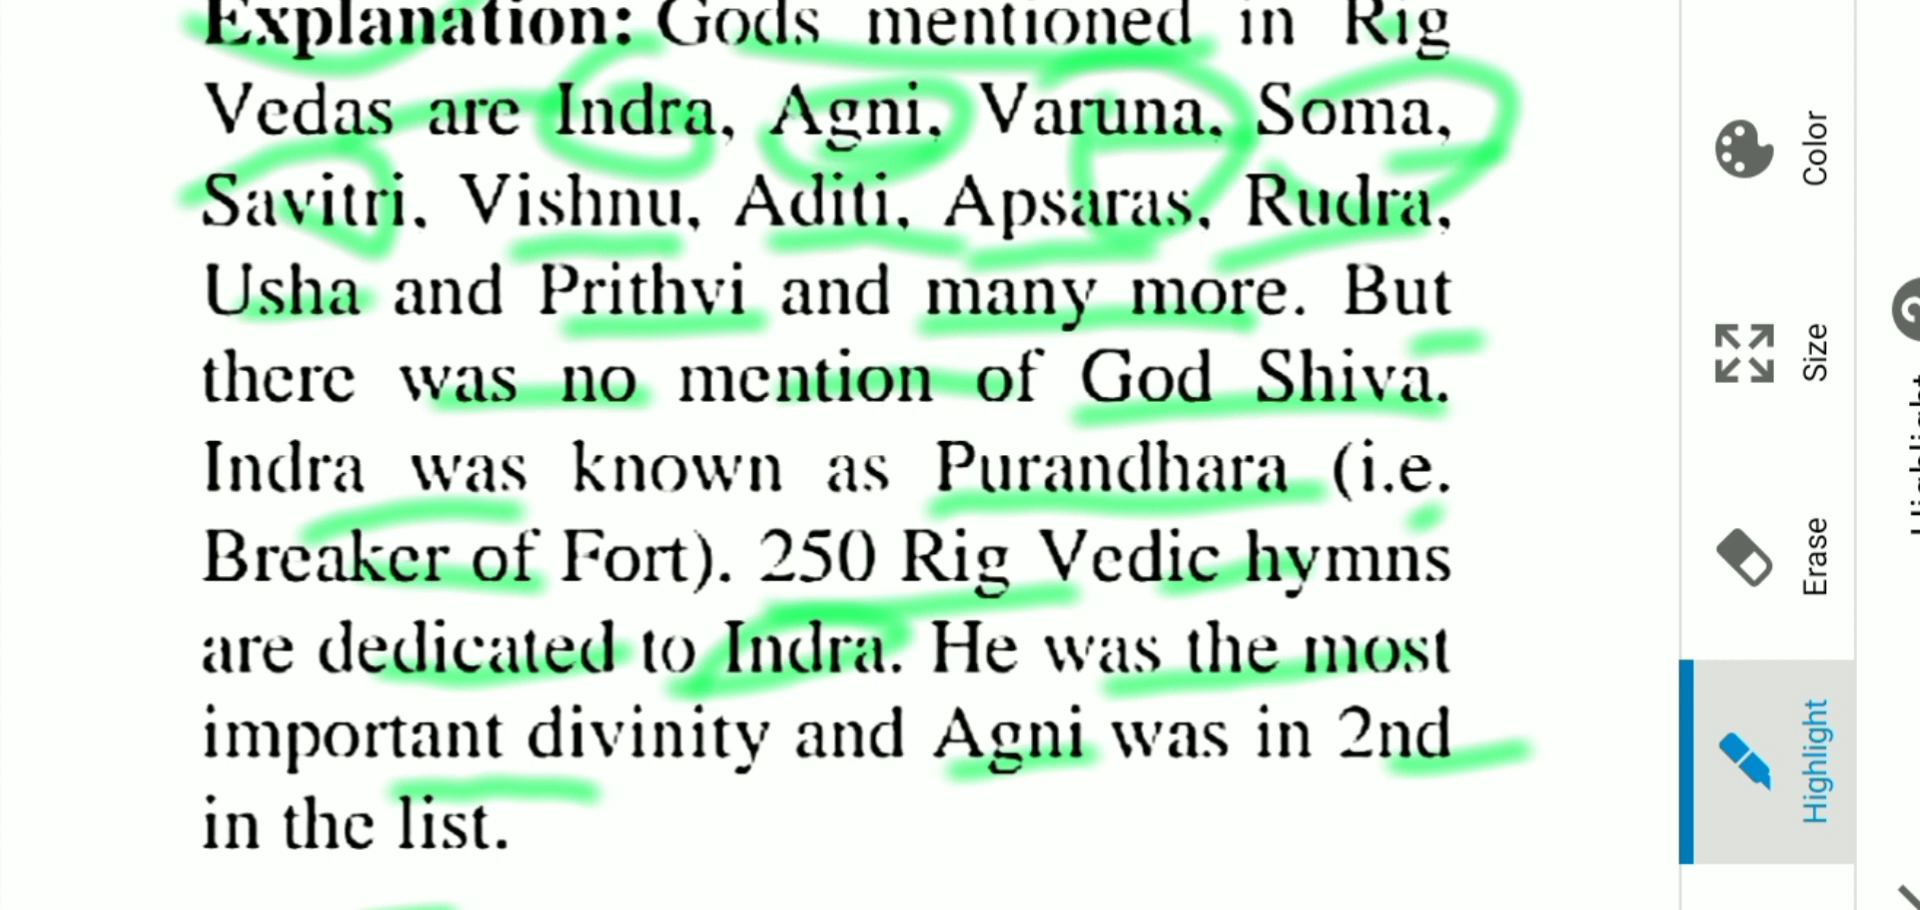 Explanation: Gods mentioned in Rig
Vedas are Indra, Agni, Varuna, Soma,
Savitri, Vishnu, Aditi, Apsaras, Rudra,
Usha and Prithvi and many more. But
there was no mention of God Shiva.
Indra was known as Purandhara (i.e.
Breaker of Fort). 250 Rig Vedic hymns
are dedicated to Indra. He was the most
important divinity and Agni was in 2nd
in the list.
Color
Size
Erase
Highlight
Highlight